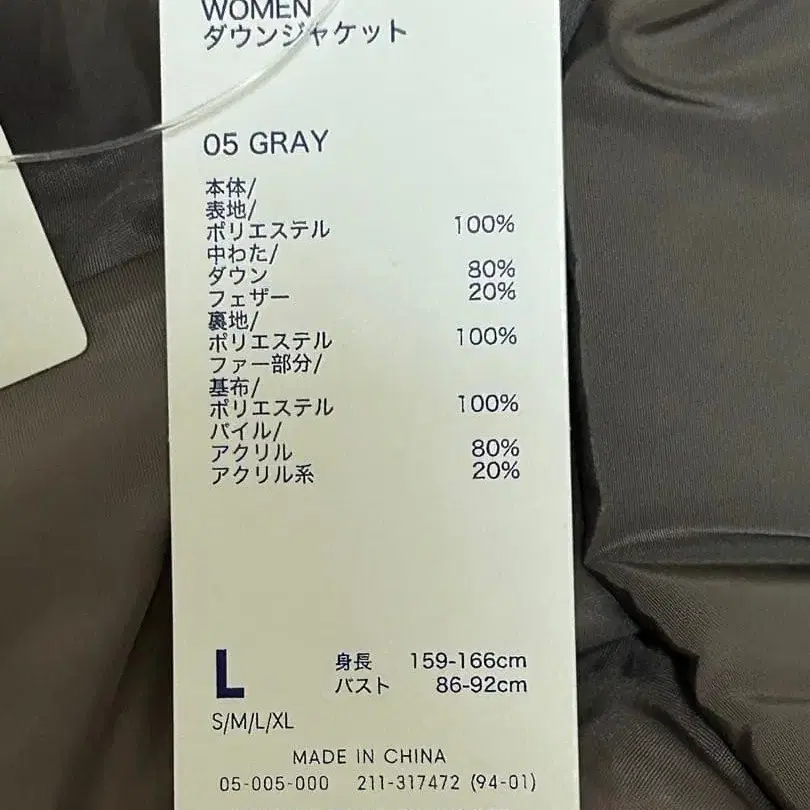 WOMEN
ダウンジャケット
05 GRAY
本体/
表地/
ポリエステル 100%
中わた/
ダウン 80%
フェザー 20%
裏地/
ポリエステル 100%
ファー部分/
基布/
ポリエステル 100%
パイル/
アクリル 80%
アクリル系 20%
L 身長 159-166cm
バスト 86-92cm
S/M/L/XL
MADE IN CHINA
05-005-000 211-317472 (94-01)